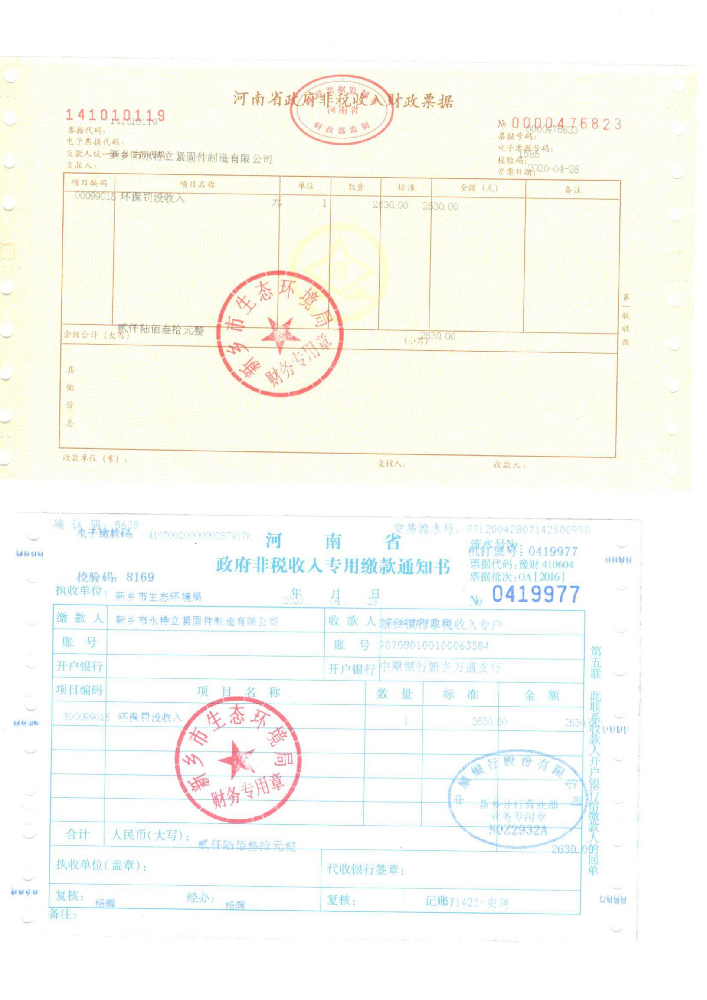 河南省政府非税收入财政票据
财政票据监制章
河南省
财政部监制
141010119
票据代码：141010119
电子票据代码：
交款人统一社会信用代码：
交款人：新乡市永特立紧固件制造有限公司
№ 0000476823
票据号码：0000476823
电子票据号码：
校验码：1585
开票日期：2020-04-28
项目编码 项目名称 单位 数量 标准 金额（元） 备注
00099015 环保罚没收入 元 1 2630.00 2630.00
金额合计（大写）贰仟陆佰叁拾元整 （小写）2630.00
新乡市生态环境局
财务专用章
其他信息
第一联 收据
收款单位（章）： 复核人： 收款人：
确认码：8638
交易流水号：PTL20042807142500990
电子缴款码 4107002000000287917
河南省
流水号№：
机打票号：0419977
政府非税收入专用缴款通知书
票据代码：豫财 410604
票据批次：OA［2016］
校验码：8169
№ 0419977
执收单位：新乡市生态环境局
2020 年 04 月 28 日
缴款人 新乡市永特立紧固件制造有限公司 收款人 收入专户
账号 账号 707080100100063584
开户银行 开户银行 中原银行新乡万通支行
项目编码 项目名称 数量 标准 金额
300099015 环保罚没收入 1 2630.00 2630.
新乡市生态环境局
财务专用章
中原银行股份有限公司
新乡分行营业部
业务专用章
N0Z2932A
合计 人民币(大写)：贰仟陆佰叁拾元整 2630.00
执收单位(盖章)： 代收银行签章：
复核：杨晖 经办：杨晖 复核： 记账 71425-史珂
备注：
第五联 此联系收款人开户银行给缴款人的回单